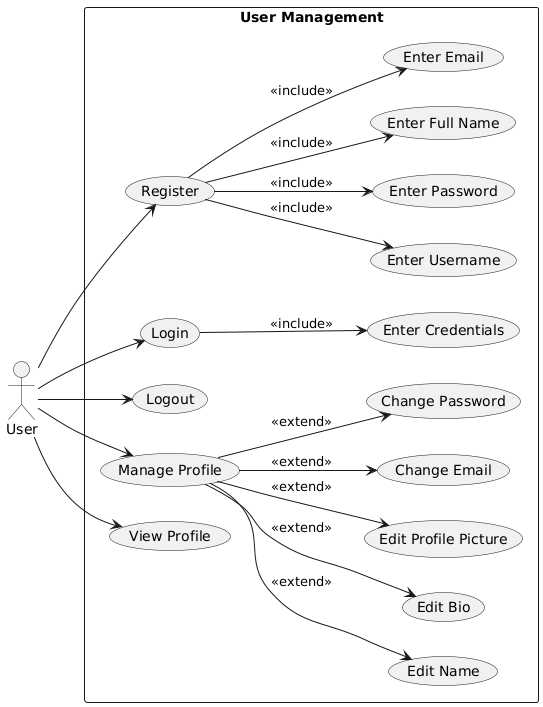 User Management
Enter Email
«include»
Enter Full Name
«include»
Register
«include»
Enter Password
«include»
Enter Username
Login
«include»
Enter Credentials
User
Logout
Change Password
«extend»
Manage Profile
«extend»
Change Email
«extend»
Edit Profile Picture
View Profile
«extend»
Edit Bio
«extend»
Edit Name